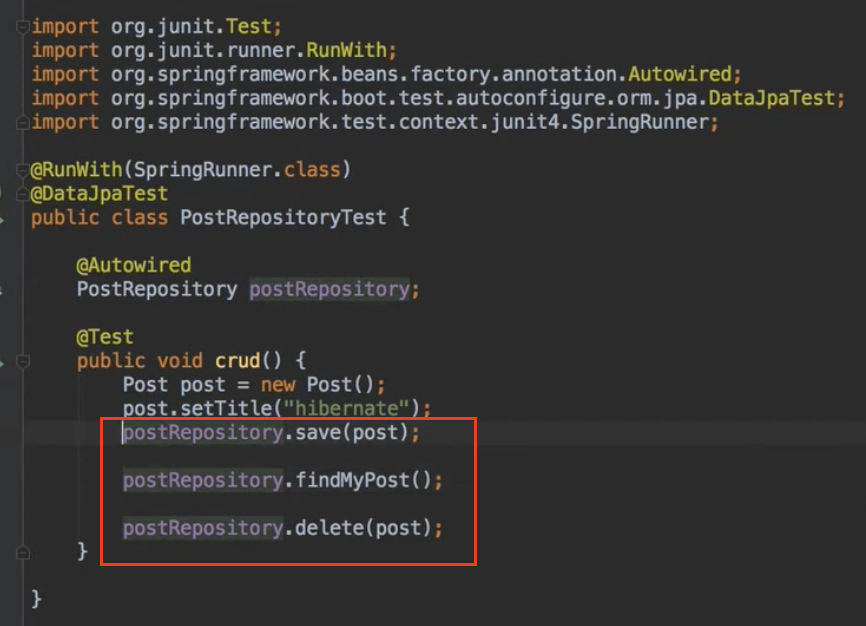 import org.junit.Test;
import org.junit.runner.RunWith;
import org.springframework.beans.factory.annotation.Autowired;
import org.springframework.boot.test.autoconfigure.orm.jpa.DataJpaTest;
import org.springframework.test.context.junit4.SpringRunner;
@RunWith(SpringRunner.class)
@DataJpaTest
public class PostRepositoryTest {
@Autowired
PostRepository postRepository;
@Test
public void crud() {
Post post = new Post();
post.setTitle("hibernate");
postRepository.save(post);
postRepository.findMyPost();
postRepository.delete(post);
}
}